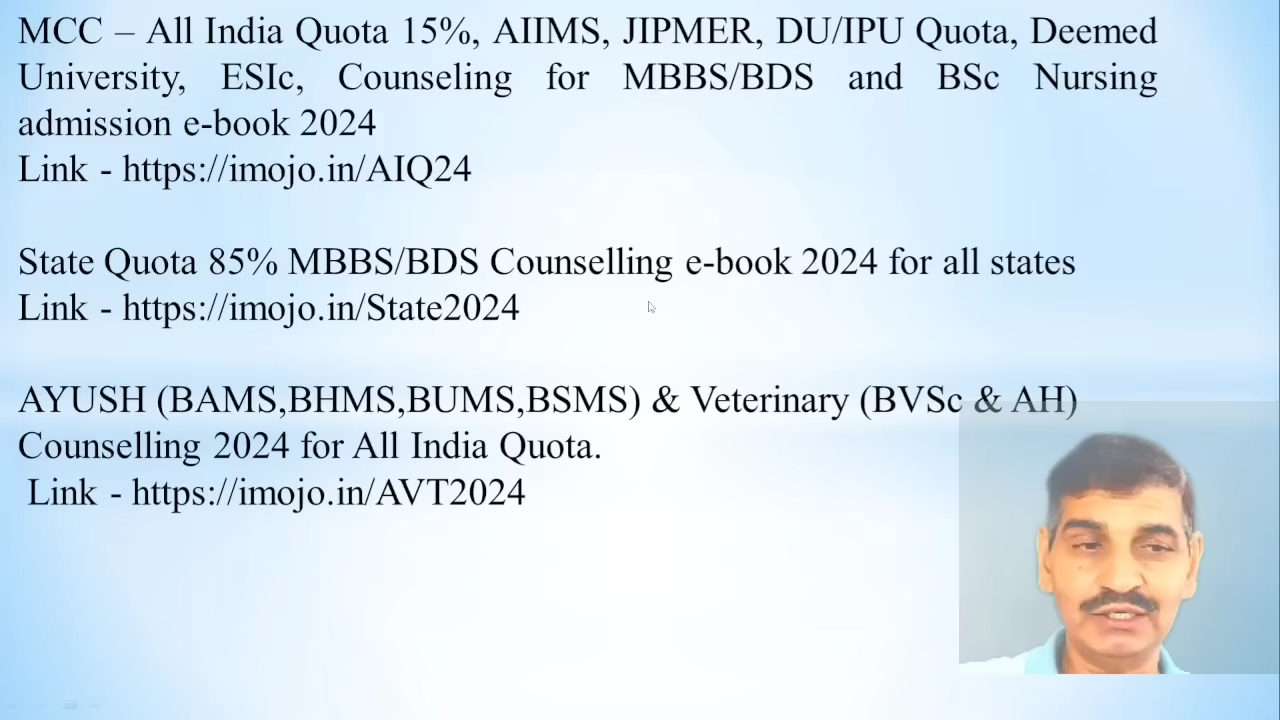 MCC – All India Quota 15%, AIIMS, JIPMER, DU/IPU Quota, Deemed
University, ESIc, Counseling for MBBS/BDS and BSc Nursing
admission e-book 2024
Link - https://imojo.in/AIQ24
State Quota 85% MBBS/BDS Counselling e-book 2024 for all states
Link - https://imojo.in/State2024
AYUSH (BAMS,BHMS,BUMS,BSMS) & Veterinary (BVSc & AH)
Counselling 2024 for All India Quota.
Link - https://imojo.in/AVT2024